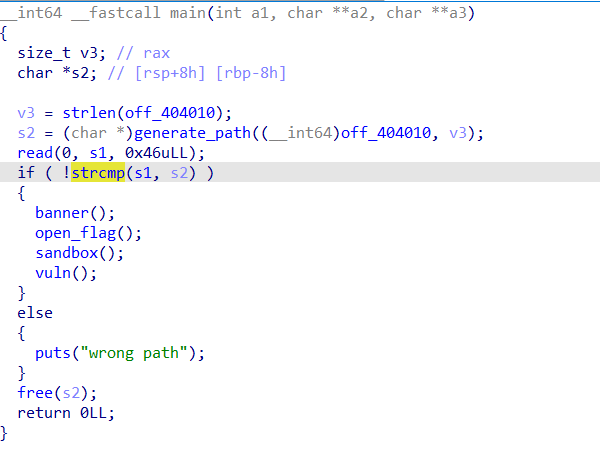 __int64 __fastcall main(int a1, char **a2, char **a3)
{
  size_t v3; // rax
  char *s2; // [rsp+8h] [rbp-8h]

  v3 = strlen(off_404010);
  s2 = (char *)generate_path((__int64)off_404010, v3);
  read(0, s1, 0x46uLL);
  if ( !strcmp(s1, s2) )
  {
    banner();
    open_flag();
    sandbox();
    vuln();
  }
  else
  {
    puts("wrong path");
  }
  free(s2);
  return 0LL;
}